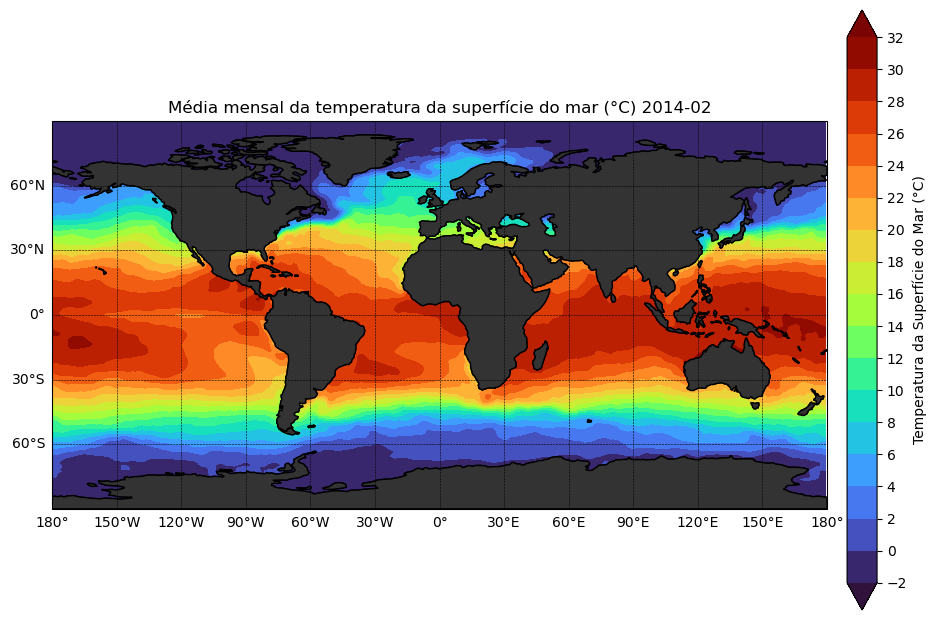 Média mensal da temperatura da superfície do mar (°C) 2014-02
60°N
30°N
0°
30°S
60°S
180° 150°W 120°W 90°W 60°W 30°W 0° 30°E 60°E 90°E 120°E 150°E 180°
32
30
28
26
24
22
20
18
16
14
12
10
8
6
4
2
0
−2
Temperatura da Superfície do Mar (°C)